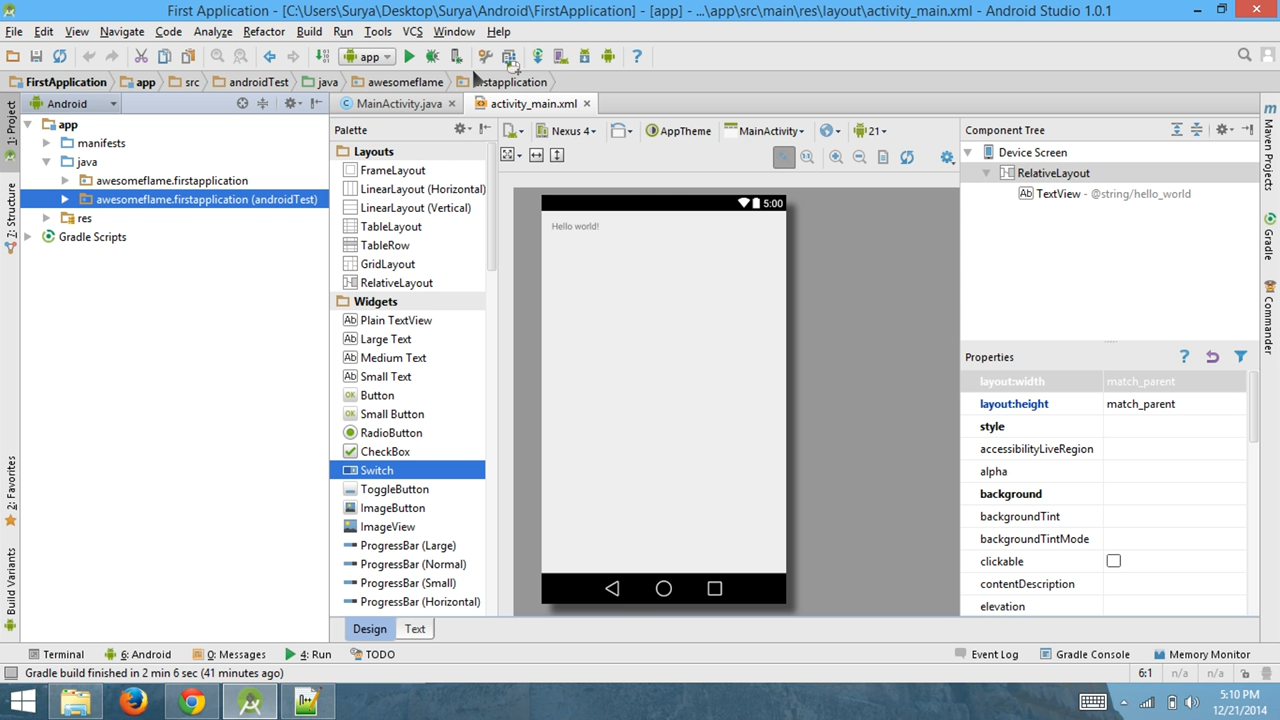 First Application - [C:\Users\Surya\Desktop\Surya\Android\FirstApplication] - [app] - ...\app\src\main\res\layout\activity_main.xml - Android Studio 1.0.1
File Edit View Navigate Code Analyze Refactor Build Run Tools VCS Window Help
app
FirstApplication app src androidTest java awesomeflame firstapplication
Android
MainActivity.java activity_main.xml
1: Project
7: Structure
2: Favorites
Build Variants
app
manifests
java
awesomeflame.firstapplication
awesomeflame.firstapplication (androidTest)
res
Gradle Scripts
Palette
Layouts
FrameLayout
LinearLayout (Horizontal)
LinearLayout (Vertical)
TableLayout
TableRow
GridLayout
RelativeLayout
Widgets
Plain TextView
Large Text
Medium Text
Small Text
Button
Small Button
RadioButton
CheckBox
Switch
ToggleButton
ImageButton
ImageView
ProgressBar (Large)
ProgressBar (Normal)
ProgressBar (Small)
ProgressBar (Horizontal)
Nexus 4 AppTheme MainActivity 21
5:00
Hello world!
Design Text
Component Tree
Device Screen
RelativeLayout
TextView - @string/hello_world
Properties
layout:width match_parent
layout:height match_parent
style
accessibilityLiveRegion
alpha
background
backgroundTint
backgroundTintMode
clickable
contentDescription
elevation
Maven Projects
Gradle
Commander
Terminal 6: Android 0: Messages 4: Run TODO Event Log Gradle Console Memory Monitor
Gradle build finished in 2 min 6 sec (41 minutes ago) 6:1 n/a n/a
5:10 PM
12/21/2014